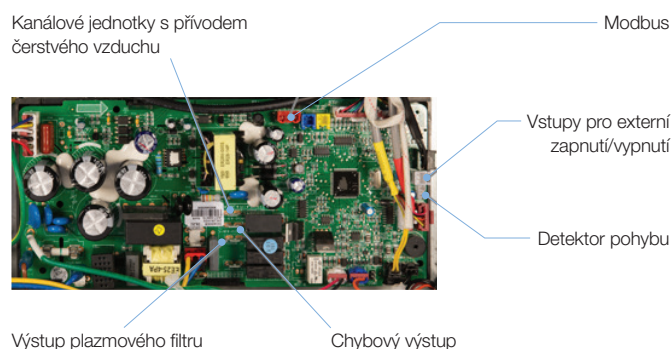 Kanálové jednotky s přívodem
čerstvého vzduchu
Modbus
Vstupy pro externí
zapnutí/vypnutí
Detektor pohybu
Výstup plazmového filtru
Chybový výstup